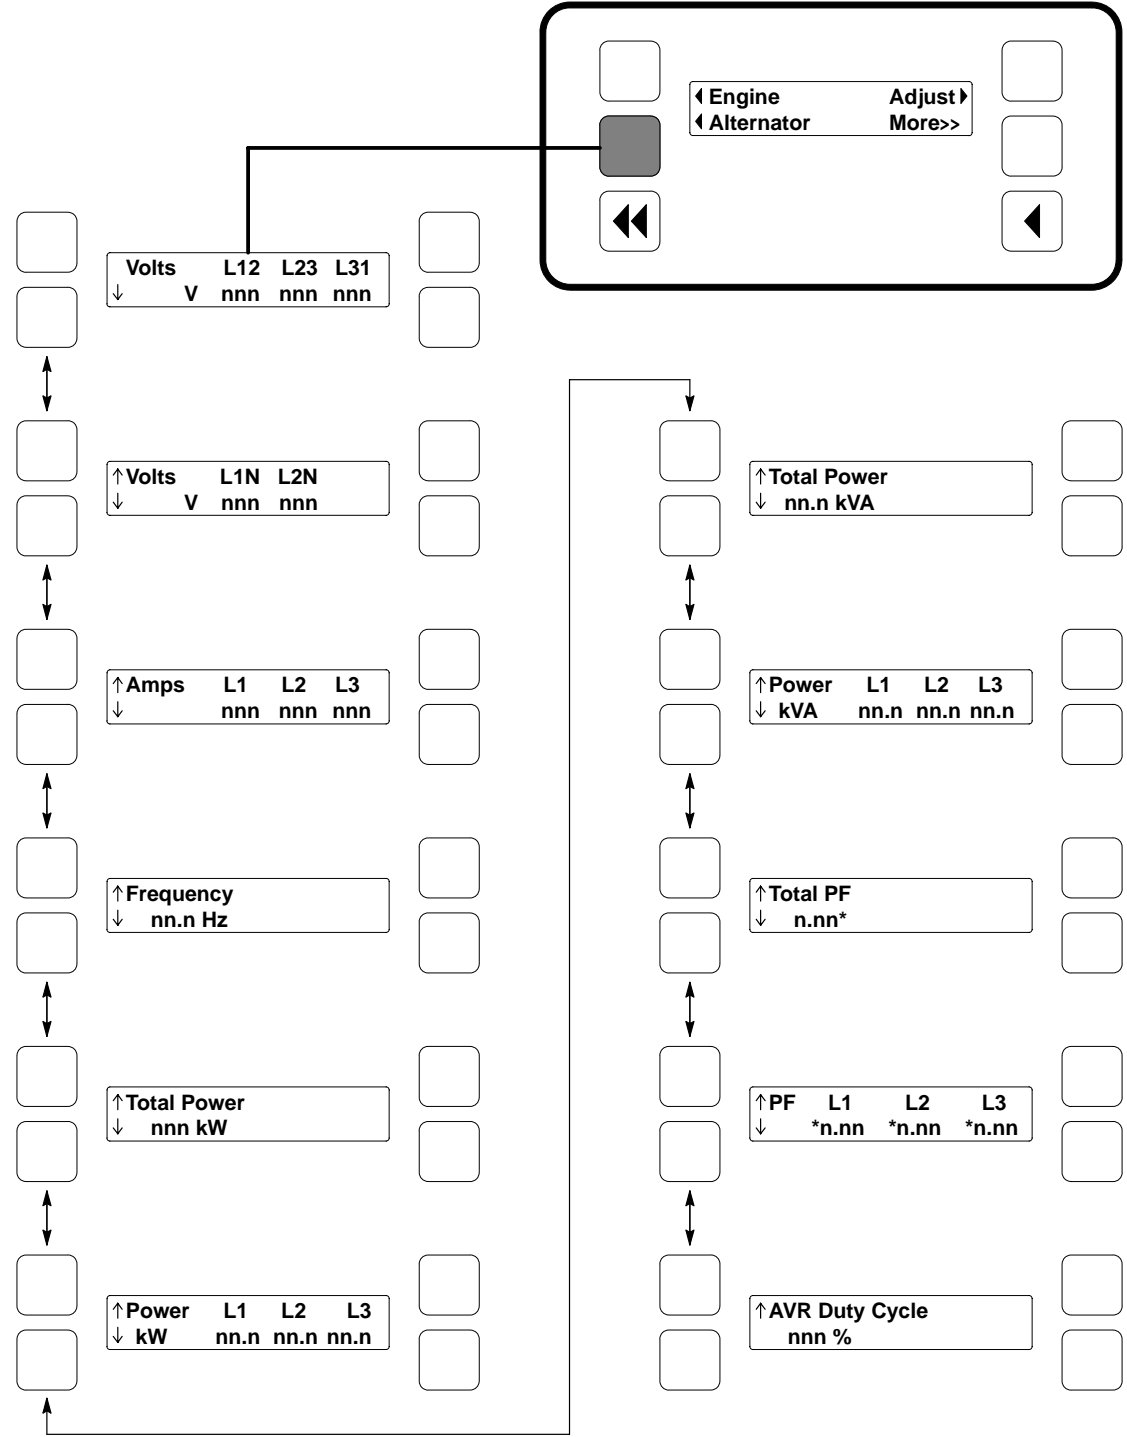 Engine Adjust
Alternator More>>
Volts L12 L23 L31
↓ V nnn nnn nnn
↑Volts L1N L2N
↓ V nnn nnn
↑Amps L1 L2 L3
↓ nnn nnn nnn
↑Frequency
↓ nn.n Hz
↑Total Power
↓ nnn kW
↑Power L1 L2 L3
↓ kW nn.n nn.n nn.n
↑Total Power
↓ nn.n kVA
↑Power L1 L2 L3
↓ kVA nn.n nn.n nn.n
↑Total PF
↓ n.nn*
↑PF L1 L2 L3
↓ *n.nn *n.nn *n.nn
↑AVR Duty Cycle
nnn %